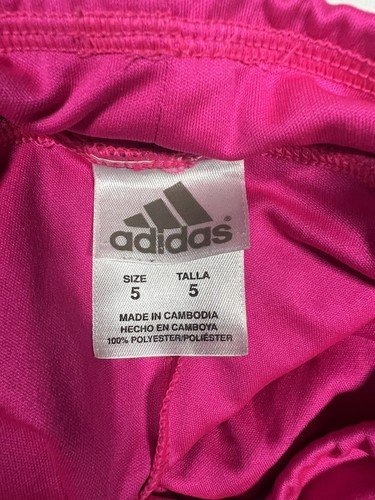 adidas®
SIZE TALLA
5 5
MADE IN CAMBODIA
HECHO EN CAMBOYA
100% POLYESTER/POLIÉSTER